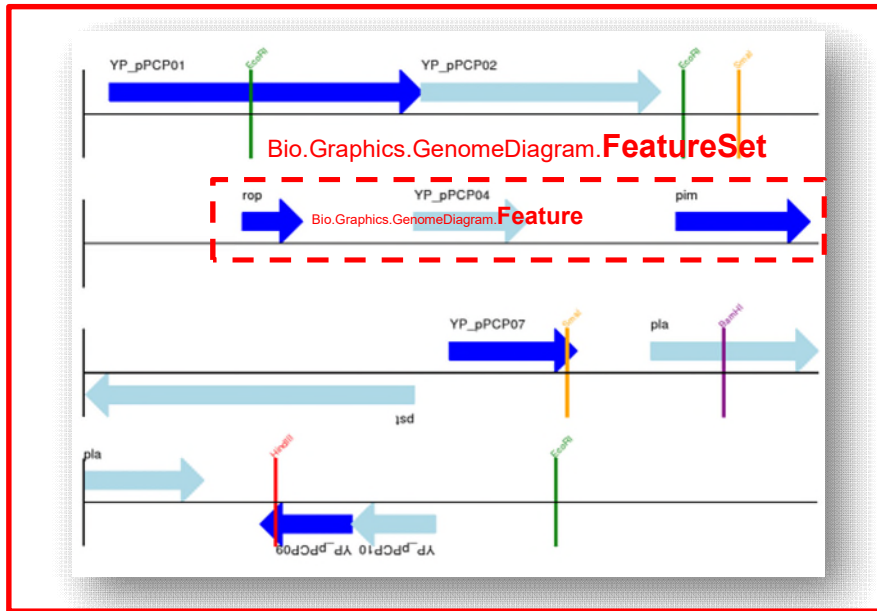 YP_pPCP01 EcoRI YP_pPCP02 EcoRI SmaI
Bio.Graphics.GenomeDiagram.FeatureSet
rop YP_pPCP04 pim
Bio.Graphics.GenomeDiagram.Feature
YP_pPCP07 SmaI pla BamHI
pst
pla HindIII EcoRI
YP_pPCP09 YP_pPCP10